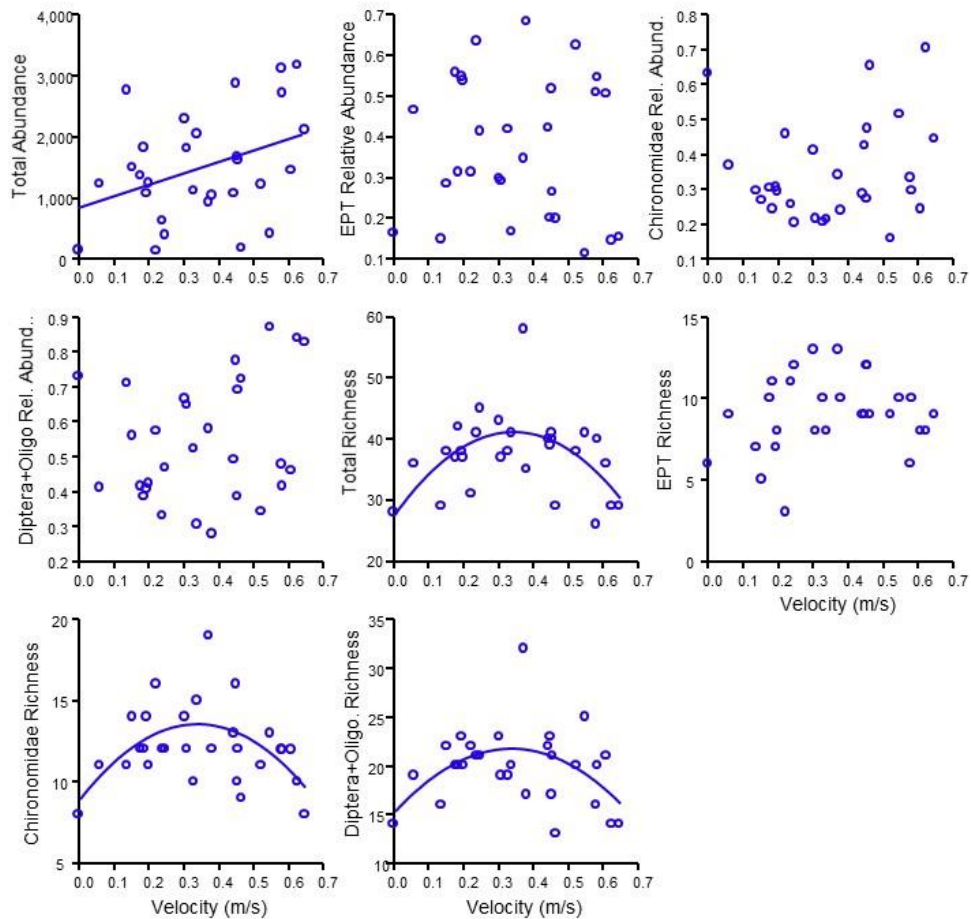 Total Abundance
4,000
3,000
2,000
1,000
0
0.0 0.1 0.2 0.3 0.4 0.5 0.6 0.7
EPT Relative Abundance
0.7
0.6
0.5
0.4
0.3
0.2
0.1
0.0 0.1 0.2 0.3 0.4 0.5 0.6 0.7
Chironomidae Rel. Abund.
0.8
0.7
0.6
0.5
0.4
0.3
0.2
0.1
0.0 0.1 0.2 0.3 0.4 0.5 0.6 0.7
Diptera+Oligo Rel. Abund..
0.9
0.8
0.7
0.6
0.5
0.4
0.3
0.2
0.0 0.1 0.2 0.3 0.4 0.5 0.6 0.7
Total Richness
60
50
40
30
20
0.0 0.1 0.2 0.3 0.4 0.5 0.6 0.7
EPT Richness
15
10
5
0
0.0 0.1 0.2 0.3 0.4 0.5 0.6 0.7
Velocity (m/s)
Chironomidae Richness
20
15
10
5
0.0 0.1 0.2 0.3 0.4 0.5 0.6 0.7
Velocity (m/s)
Diptera+Oligo. Richness
35
30
25
20
15
10
0.0 0.1 0.2 0.3 0.4 0.5 0.6 0.7
Velocity (m/s)